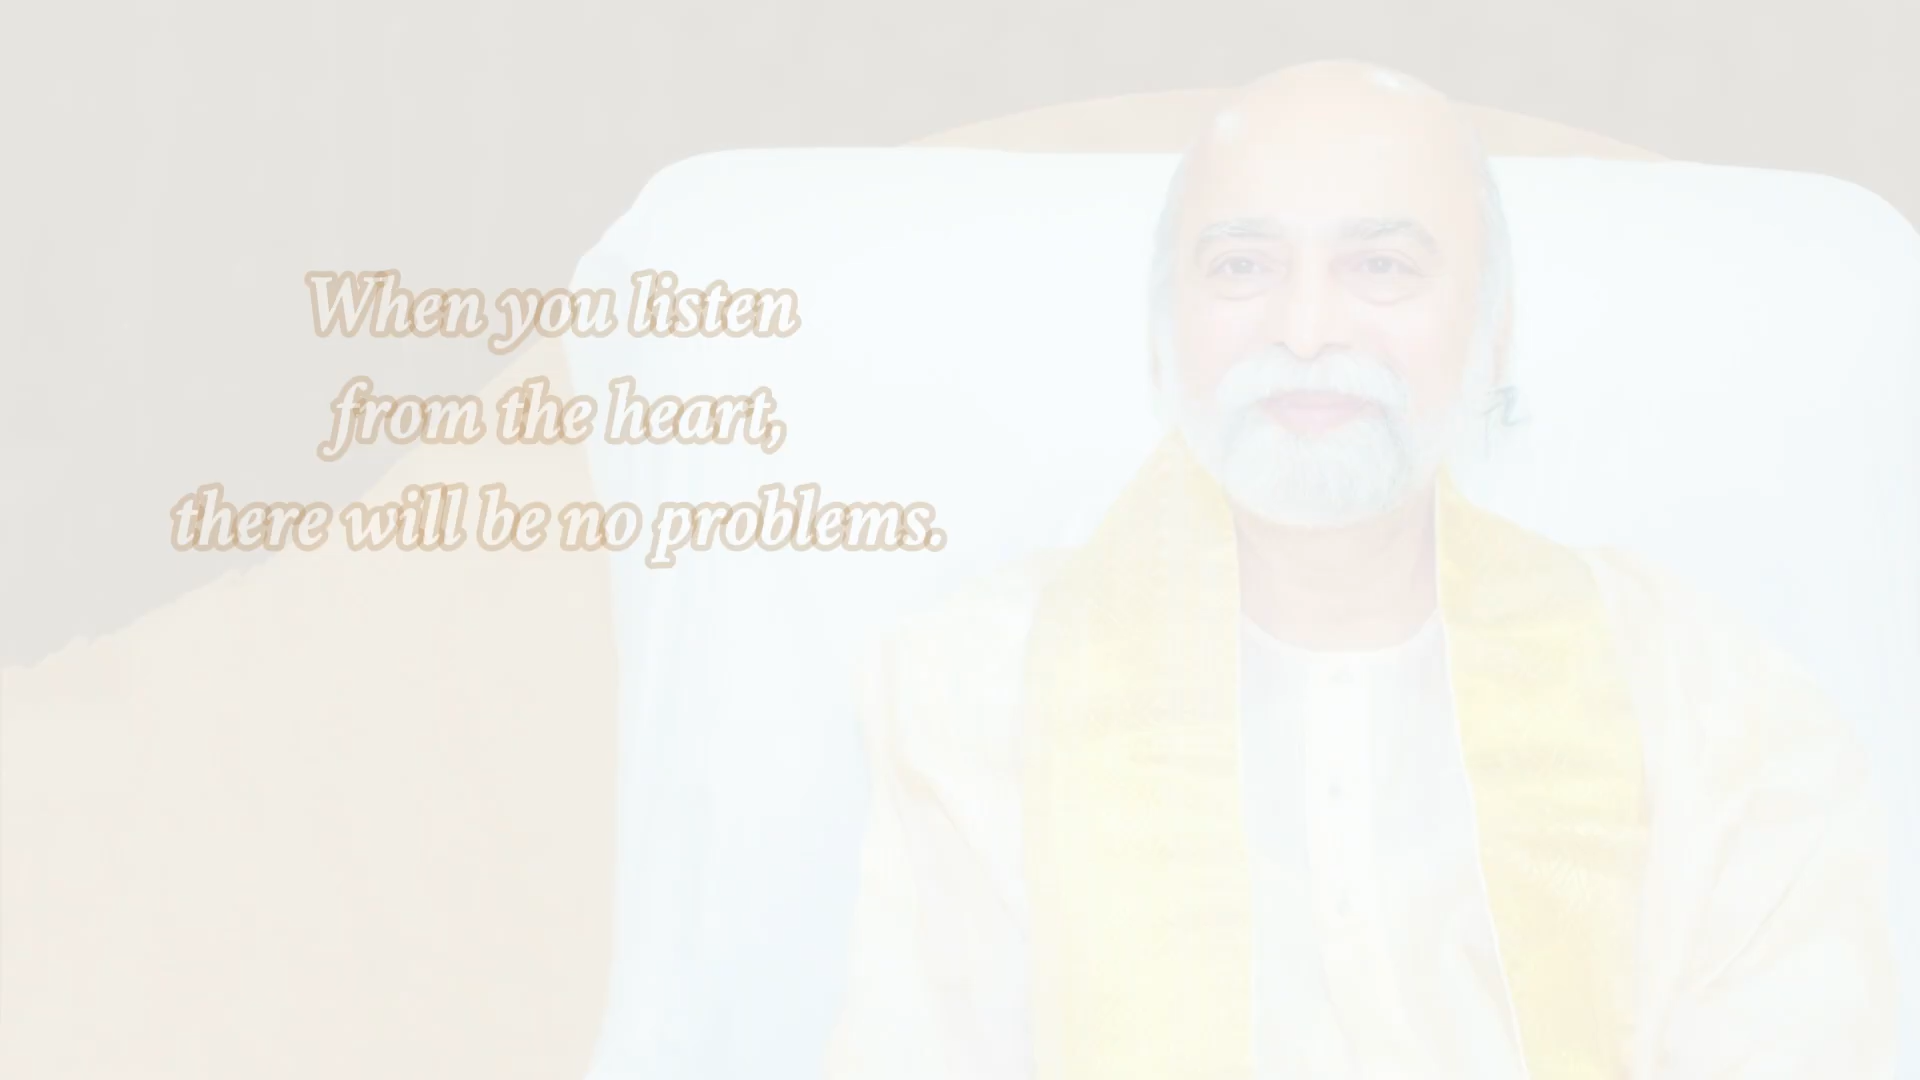 When you listen
from the heart,
there will be no problems.